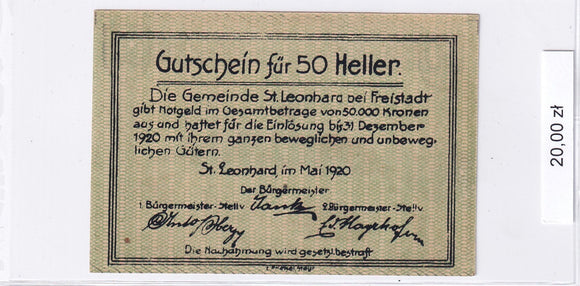 Gutschein für 50 Heller.
Die Gemeinde St. Leonhard bei Freistadt
gibt Notgeld im Gesamtbetrage von 50.000 Kronen
aus und haftet für die Einlösung bis 31. Dezember
1920 mit ihrem ganzen beweglichen und unbeweg-
lichen Gütern.
St. Leonhard, im Mai 1920
Der Bürgermeister
1. Bürgermeister-Stellv.
2. Bürgermeister-Stellv.
Die Nachahmung wird gesetzl. bestraft
20,00 zł